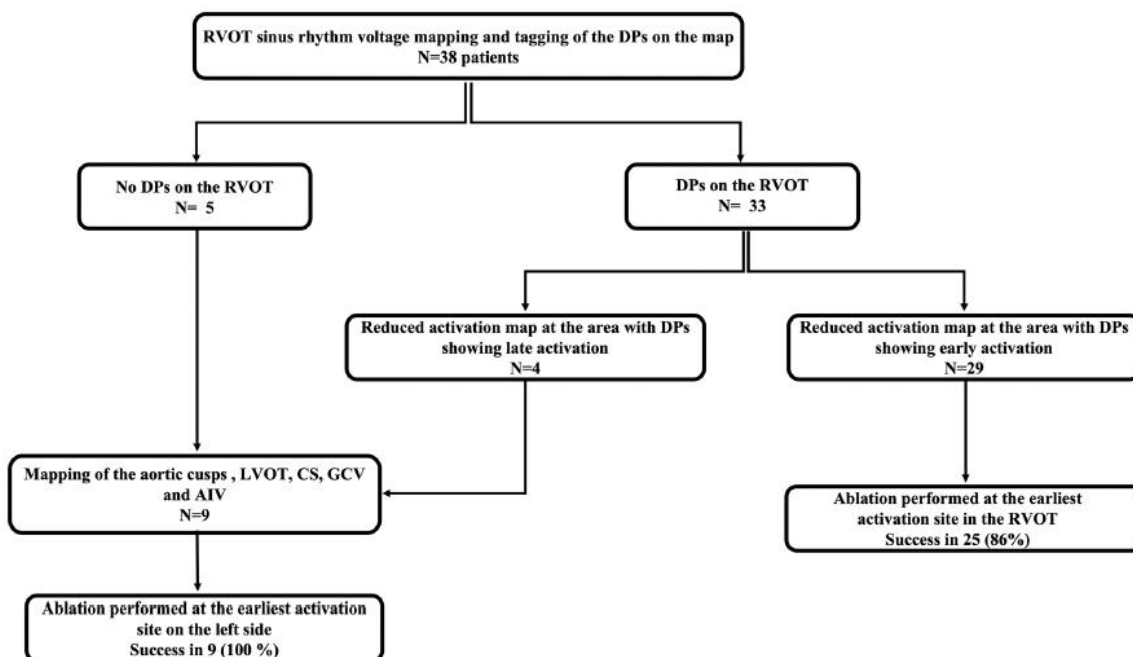 RVOT sinus rhythm voltage mapping and tagging of the DPs on the map
N=38 patients
No DPs on the RVOT
N= 5
DPs on the RVOT
N= 33
Reduced activation map at the area with DPs
showing late activation
N=4
Reduced activation map at the area with DPs
showing early activation
N=29
Mapping of the aortic cusps , LVOT, CS, GCV
and AIV
N=9
Ablation performed at the earliest
activation site in the RVOT
Success in 25 (86%)
Ablation performed at the earliest activation
site on the left side
Success in 9 (100 %)